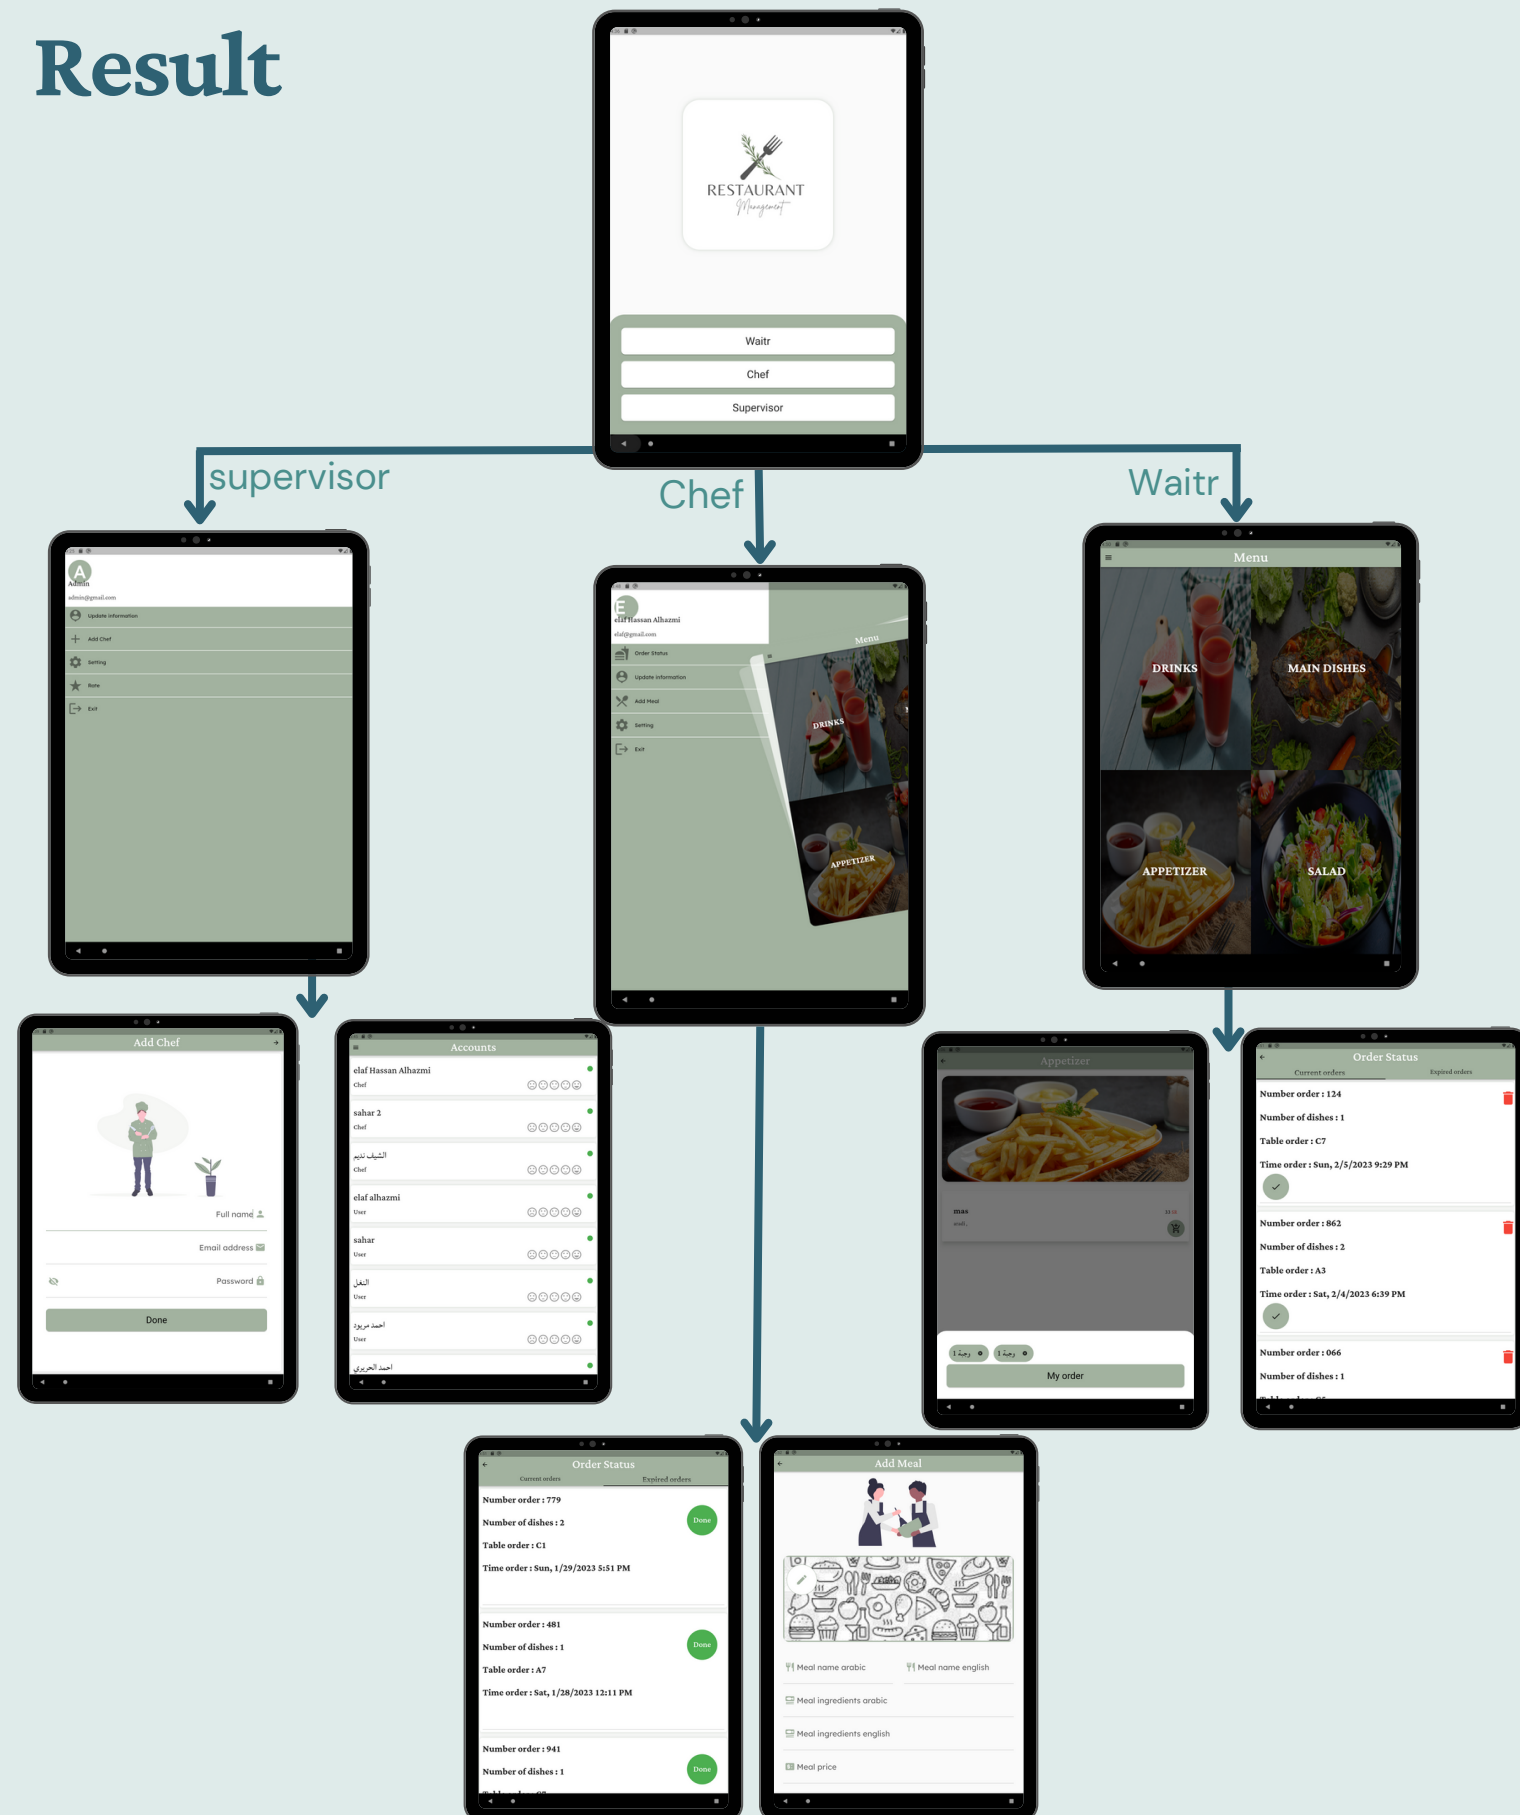 Result
RESTAURANT
Management
Waitr
Chef
Supervisor
supervisor
Chef
Waitr
A
Admin
admin@gmail.com
Update information
Add Chef
Setting
Rate
Exit
E
elaf Hassan Alhazmi
elaf@gmail.com
Order Status
Update information
Add Meal
Setting
Exit
Menu
DRINKS
APPETIZER
Menu
DRINKS
MAIN DISHES
APPETIZER
SALAD
Add Chef
Full name
Email address
Password
Done
Accounts
elaf Hassan Alhazmi
Chef
sahar 2
Chef
الشيف نديم
Chef
elaf alhazmi
User
sahar
User
النغل
User
احمد مريود
User
احمد الحريري
Appetizer
mas
وجبة 1
وجبة 1
My order
Order Status
Current orders
Expired orders
Number order : 124
Number of dishes : 1
Table order : C7
Time order : Sun, 2/5/2023 9:29 PM
Number order : 862
Number of dishes : 2
Table order : A3
Time order : Sat, 2/4/2023 6:39 PM
Number order : 066
Number of dishes : 1
Order Status
Current orders
Expired orders
Number order : 779
Number of dishes : 2
Table order : C1
Time order : Sun, 1/29/2023 5:51 PM
Done
Number order : 481
Number of dishes : 1
Table order : A7
Time order : Sat, 1/28/2023 12:11 PM
Done
Number order : 941
Number of dishes : 1
Done
Add Meal
Meal name arabic
Meal name english
Meal ingredients arabic
Meal ingredients english
Meal price